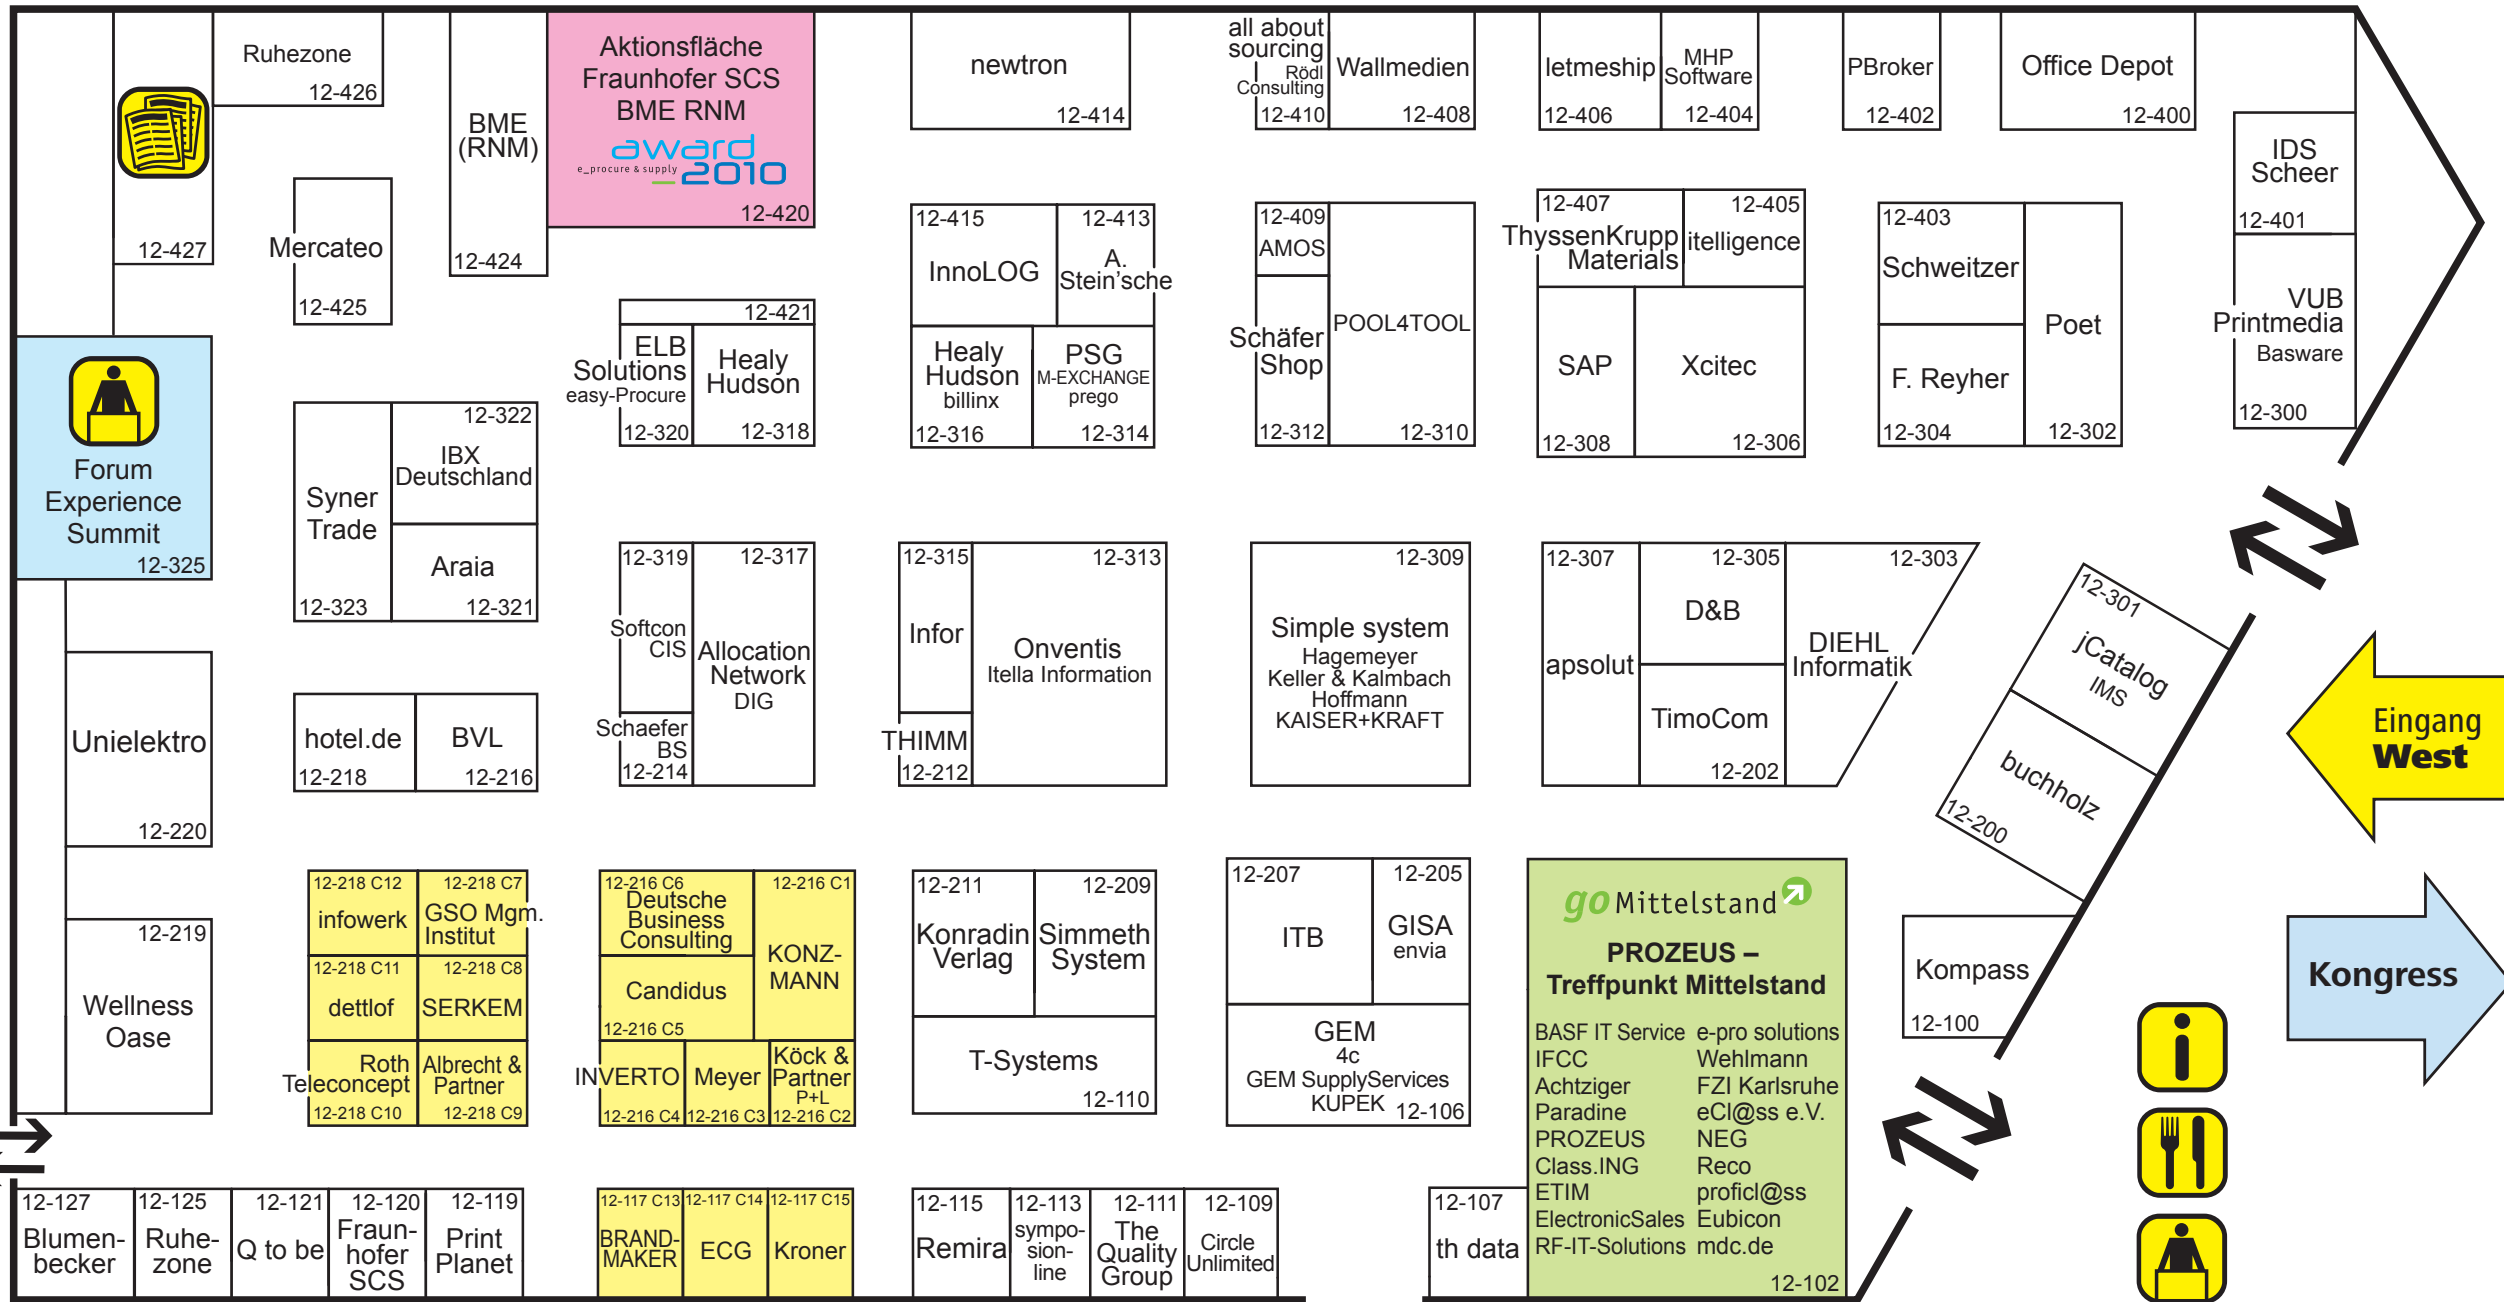 Ruhezone
12-426
12-427
Mercateo
12-425
BME
(RNM)
12-424
Aktionsfläche
Fraunhofer SCS
BME RNM
award
e_procure & supply
_2010
12-420
newtron
12-414
all about
sourcing
Rödl
Consulting
12-410
Wallmedien
12-408
letmeship
12-406
MHP
Software
12-404
PBroker
12-402
Office Depot
12-400
IDS
Scheer
12-401
VUB
Printmedia
Basware
12-300
12-415
InnoLOG
12-413
A.
Stein'sche
Healy
Hudson
billinx
12-316
PSG
M-EXCHANGE
prego
12-314
12-409
AMOS
Schäfer
Shop
12-312
POOL4TOOL
12-310
12-407
ThyssenKrupp
Materials
12-405
itelligence
SAP
12-308
Xcitec
12-306
12-403
Schweitzer
F. Reyher
12-304
Poet
12-302
12-421
ELB
Solutions
easy-Procure
12-320
Healy
Hudson
12-318
Forum
Experience
Summit
12-325
Syner
Trade
12-323
12-322
IBX
Deutschland
Araia
12-321
12-319
Softcon
CIS
Schaefer
BS
12-214
12-317
Allocation
Network
DIG
12-315
Infor
THIMM
12-212
12-313
Onventis
Itella Information
12-309
Simple system
Hagemeyer
Keller & Kalmbach
Hoffmann
KAISER+KRAFT
12-307
apsolut
12-305
D&B
TimoCom
12-202
12-303
DIEHL
Informatik
12-301
jCatalog
IMS
buchholz
12-200
Eingang
West
Kongress
Unielektro
12-220
hotel.de
12-218
BVL
12-216
12-219
Wellness
Oase
12-218 C12
infowerk
12-218 C7
GSO Mgm.
Institut
12-218 C11
dettlof
12-218 C8
SERKEM
Roth
Teleconcept
12-218 C10
Albrecht &
Partner
12-218 C9
12-216 C6
Deutsche
Business
Consulting
12-216 C1
KONZ-
MANN
Candidus
12-216 C5
INVERTO
12-216 C4
Meyer
12-216 C3
Köck &
Partner
P+L
12-216 C2
12-211
Konradin
Verlag
12-209
Simmeth
System
T-Systems
12-110
12-207
ITB
12-205
GISA
envia
GEM
4c
GEM SupplyServices
KUPEK
12-106
go Mittelstand
PROZEUS –
Treffpunkt Mittelstand
BASF IT Service e-pro solutions
IFCC Wehlmann
Achtziger FZI Karlsruhe
Paradine eCl@ss e.V.
PROZEUS NEG
Class.ING Reco
ETIM proficl@ss
ElectronicSales Eubicon
RF-IT-Solutions mdc.de
12-102
Kompass
12-100
12-127
Blumen-
becker
12-125
Ruhe-
zone
12-121
Q to be
12-120
Fraun-
hofer
SCS
12-119
Print
Planet
12-117 C13
BRAND-
MAKER
12-117 C14
ECG
12-117 C15
Kroner
12-115
Remira
12-113
sympo-
sion-
line
12-111
The
Quality
Group
12-109
Circle
Unlimited
12-107
th data